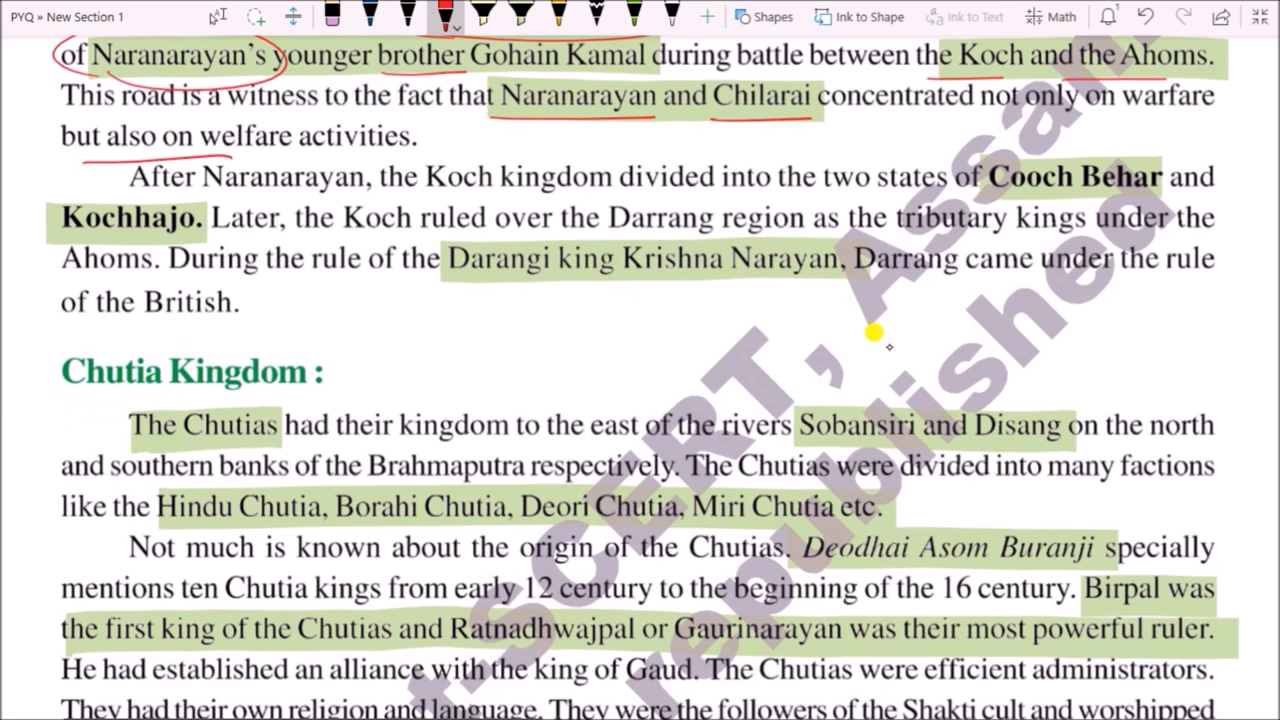 PYQ » New Section 1
Shapes
Ink to Shape
Ink to Text
Math
of Naranarayan’s younger brother Gohain Kamal during battle between the Koch and the Ahoms.
This road is a witness to the fact that Naranarayan and Chilarai concentrated not only on warfare
but also on welfare activities.
After Naranarayan, the Koch kingdom divided into the two states of Cooch Behar and
Kochhajo. Later, the Koch ruled over the Darrang region as the tributary kings under the
Ahoms. During the rule of the Darangi king Krishna Narayan, Darrang came under the rule
of the British.
Chutia Kingdom :
The Chutias had their kingdom to the east of the rivers Sobansiri and Disang on the north
and southern banks of the Brahmaputra respectively. The Chutias were divided into many factions
like the Hindu Chutia, Borahi Chutia, Deori Chutia, Miri Chutia etc.
Not much is known about the origin of the Chutias. Deodhai Asom Buranji specially
mentions ten Chutia kings from early 12 century to the beginning of the 16 century. Birpal was
the first king of the Chutias and Ratnadhwajpal or Gaurinarayan was their most powerful ruler.
He had established an alliance with the king of Gaud. The Chutias were efficient administrators.
They had their own religion and language. They were the followers of the Shakti cult and worshipped
t-SCERT, Assam
republished